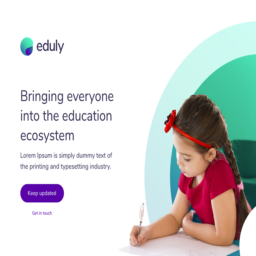 eduly
Bringing everyone
into the education
ecosystem
Lorem Ipsum is simply dummy text of
the printing and typesetting industry.
Keep updated
Get in touch